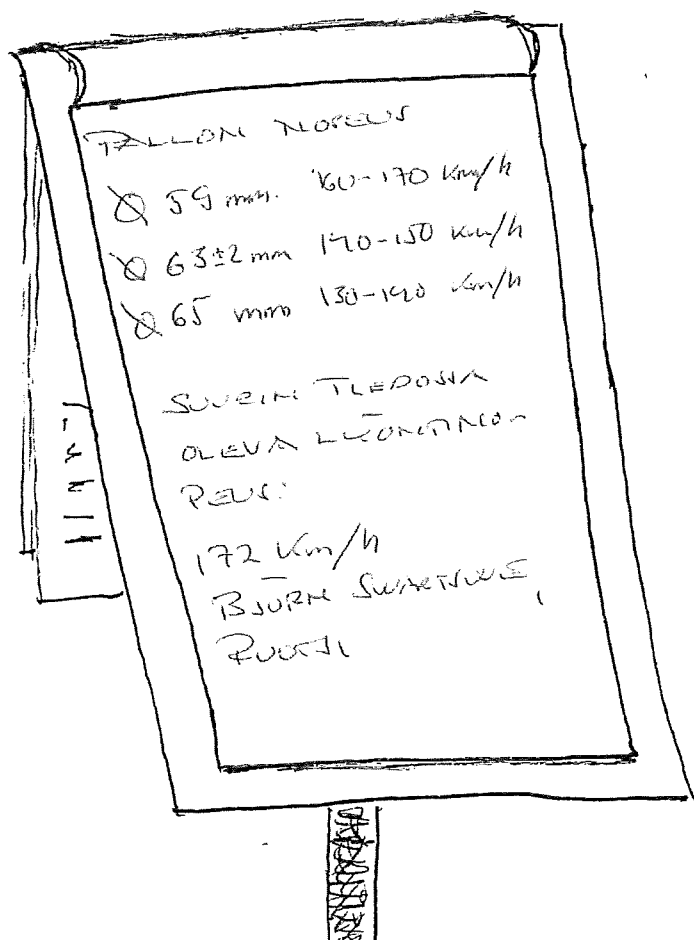 PALLON NOPEUS
Ø 59 mm. 160-170 Km/h
Ø 63±2 mm 140-150 Km/h
Ø 65 mm 130-140 Km/h
SUURIN TIEDOSSA
OLEVA LYÖNTINO-
PEUS:
172 Km/h
BJÖRN
RUOTSI